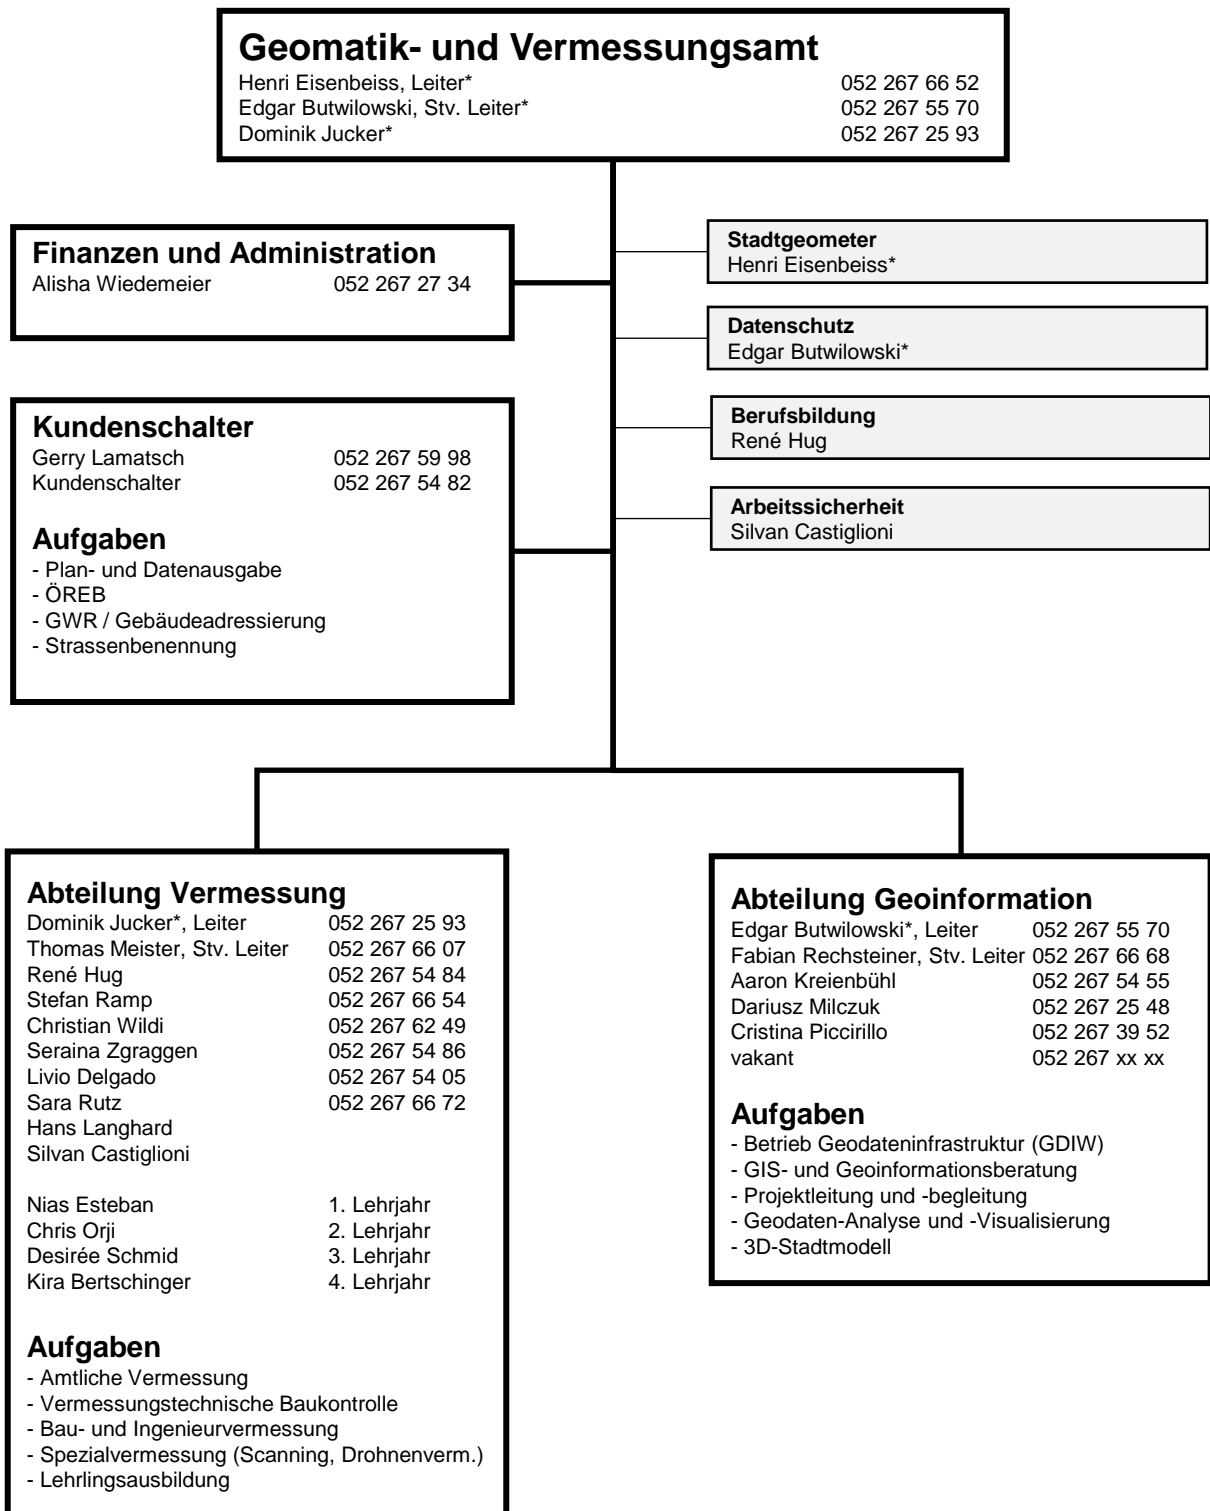 Geomatik- und Vermessungsamt
Henri Eisenbeiss, Leiter* 052 267 66 52
Edgar Butwilowski, Stv. Leiter* 052 267 55 70
Dominik Jucker* 052 267 25 93
Finanzen und Administration
Alisha Wiedemeier 052 267 27 34
Stadtgeometer
Henri Eisenbeiss*
Datenschutz
Edgar Butwilowski*
Berufsbildung
René Hug
Arbeitssicherheit
Silvan Castiglioni
Kundenschalter
Gerry Lamatsch 052 267 59 98
Kundenschalter 052 267 54 82
Aufgaben
- Plan- und Datenausgabe
- ÖREB
- GWR / Gebäudeadressierung
- Strassenbenennung
Abteilung Vermessung
Dominik Jucker*, Leiter 052 267 25 93
Thomas Meister, Stv. Leiter 052 267 66 07
René Hug 052 267 54 84
Stefan Ramp 052 267 66 54
Christian Wildi 052 267 62 49
Seraina Zgraggen 052 267 54 86
Livio Delgado 052 267 54 05
Sara Rutz 052 267 66 72
Hans Langhard
Silvan Castiglioni
Nias Esteban 1. Lehrjahr
Chris Orji 2. Lehrjahr
Desirée Schmid 3. Lehrjahr
Kira Bertschinger 4. Lehrjahr
Aufgaben
- Amtliche Vermessung
- Vermessungstechnische Baukontrolle
- Bau- und Ingenieurvermessung
- Spezialvermessung (Scanning, Drohnenverm.)
- Lehrlingsausbildung
Abteilung Geoinformation
Edgar Butwilowski*, Leiter 052 267 55 70
Fabian Rechsteiner, Stv. Leiter 052 267 66 68
Aaron Kreienbühl 052 267 54 55
Dariusz Milczuk 052 267 25 48
Cristina Piccirillo 052 267 39 52
vakant 052 267 xx xx
Aufgaben
- Betrieb Geodateninfrastruktur (GDIW)
- GIS- und Geoinformationsberatung
- Projektleitung und -begleitung
- Geodaten-Analyse und -Visualisierung
- 3D-Stadtmodell